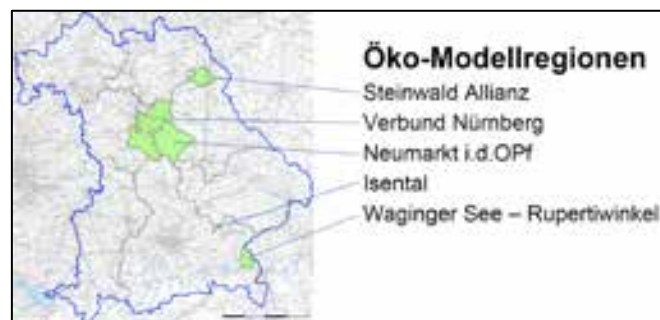 Öko-Modellregionen
Steinwald Allianz
Verbund Nürnberg
Neumarkt i.d.OPf
Isental
Waginger See – Rupertiwinkel